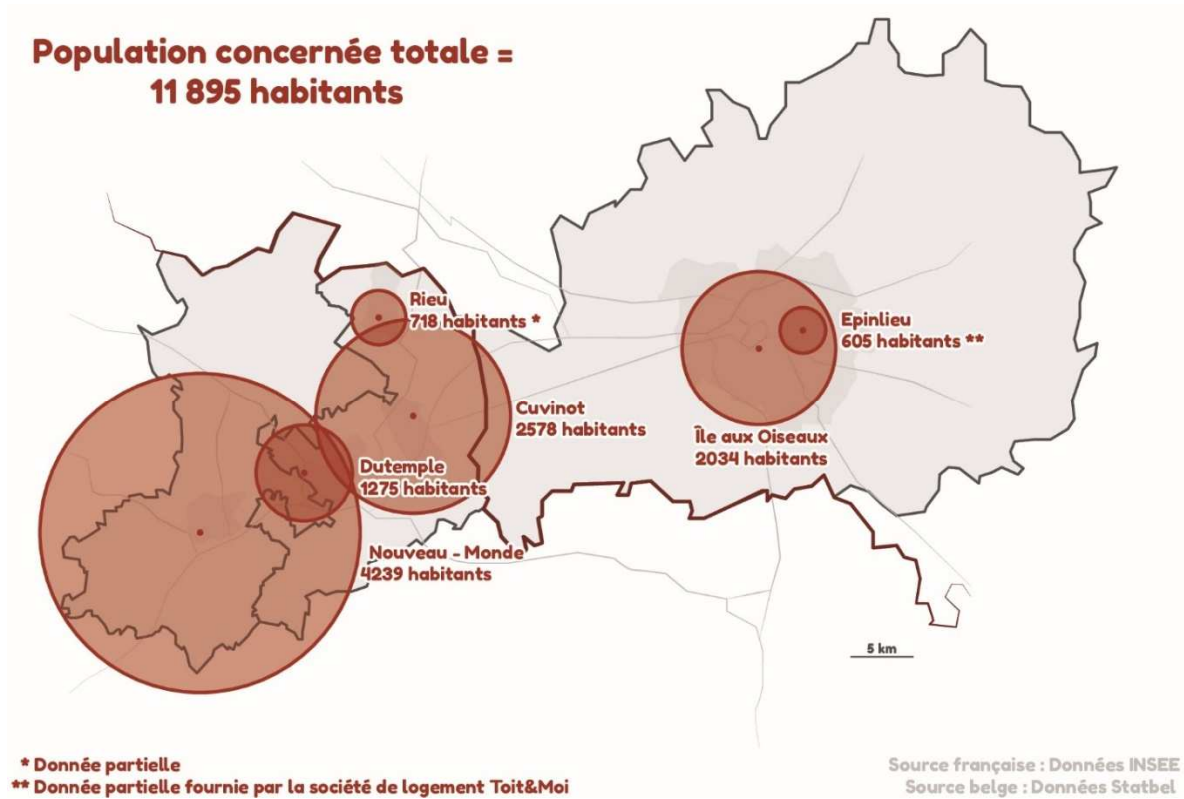 Population concernée totale =
11 895 habitants
Rieu
718 habitants *
Epinlieu
605 habitants **
Cuvinot
2578 habitants
Île aux Oiseaux
2034 habitants
Dutemple
1275 habitants
Nouveau - Monde
4239 habitants
5 km
* Donnée partielle
** Donnée partielle fournie par la société de logement Toit&Moi
Source française : Données INSEE
Source belge : Données Statbel